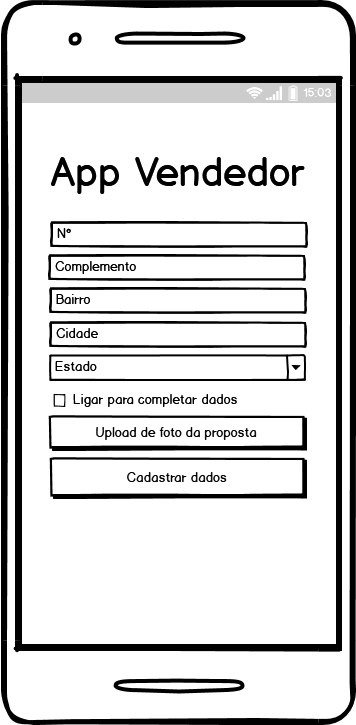 15:03
App Vendedor
Nº
Complemento
Bairro
Cidade
Estado
Ligar para completar dados
Upload de foto da proposta
Cadastrar dados